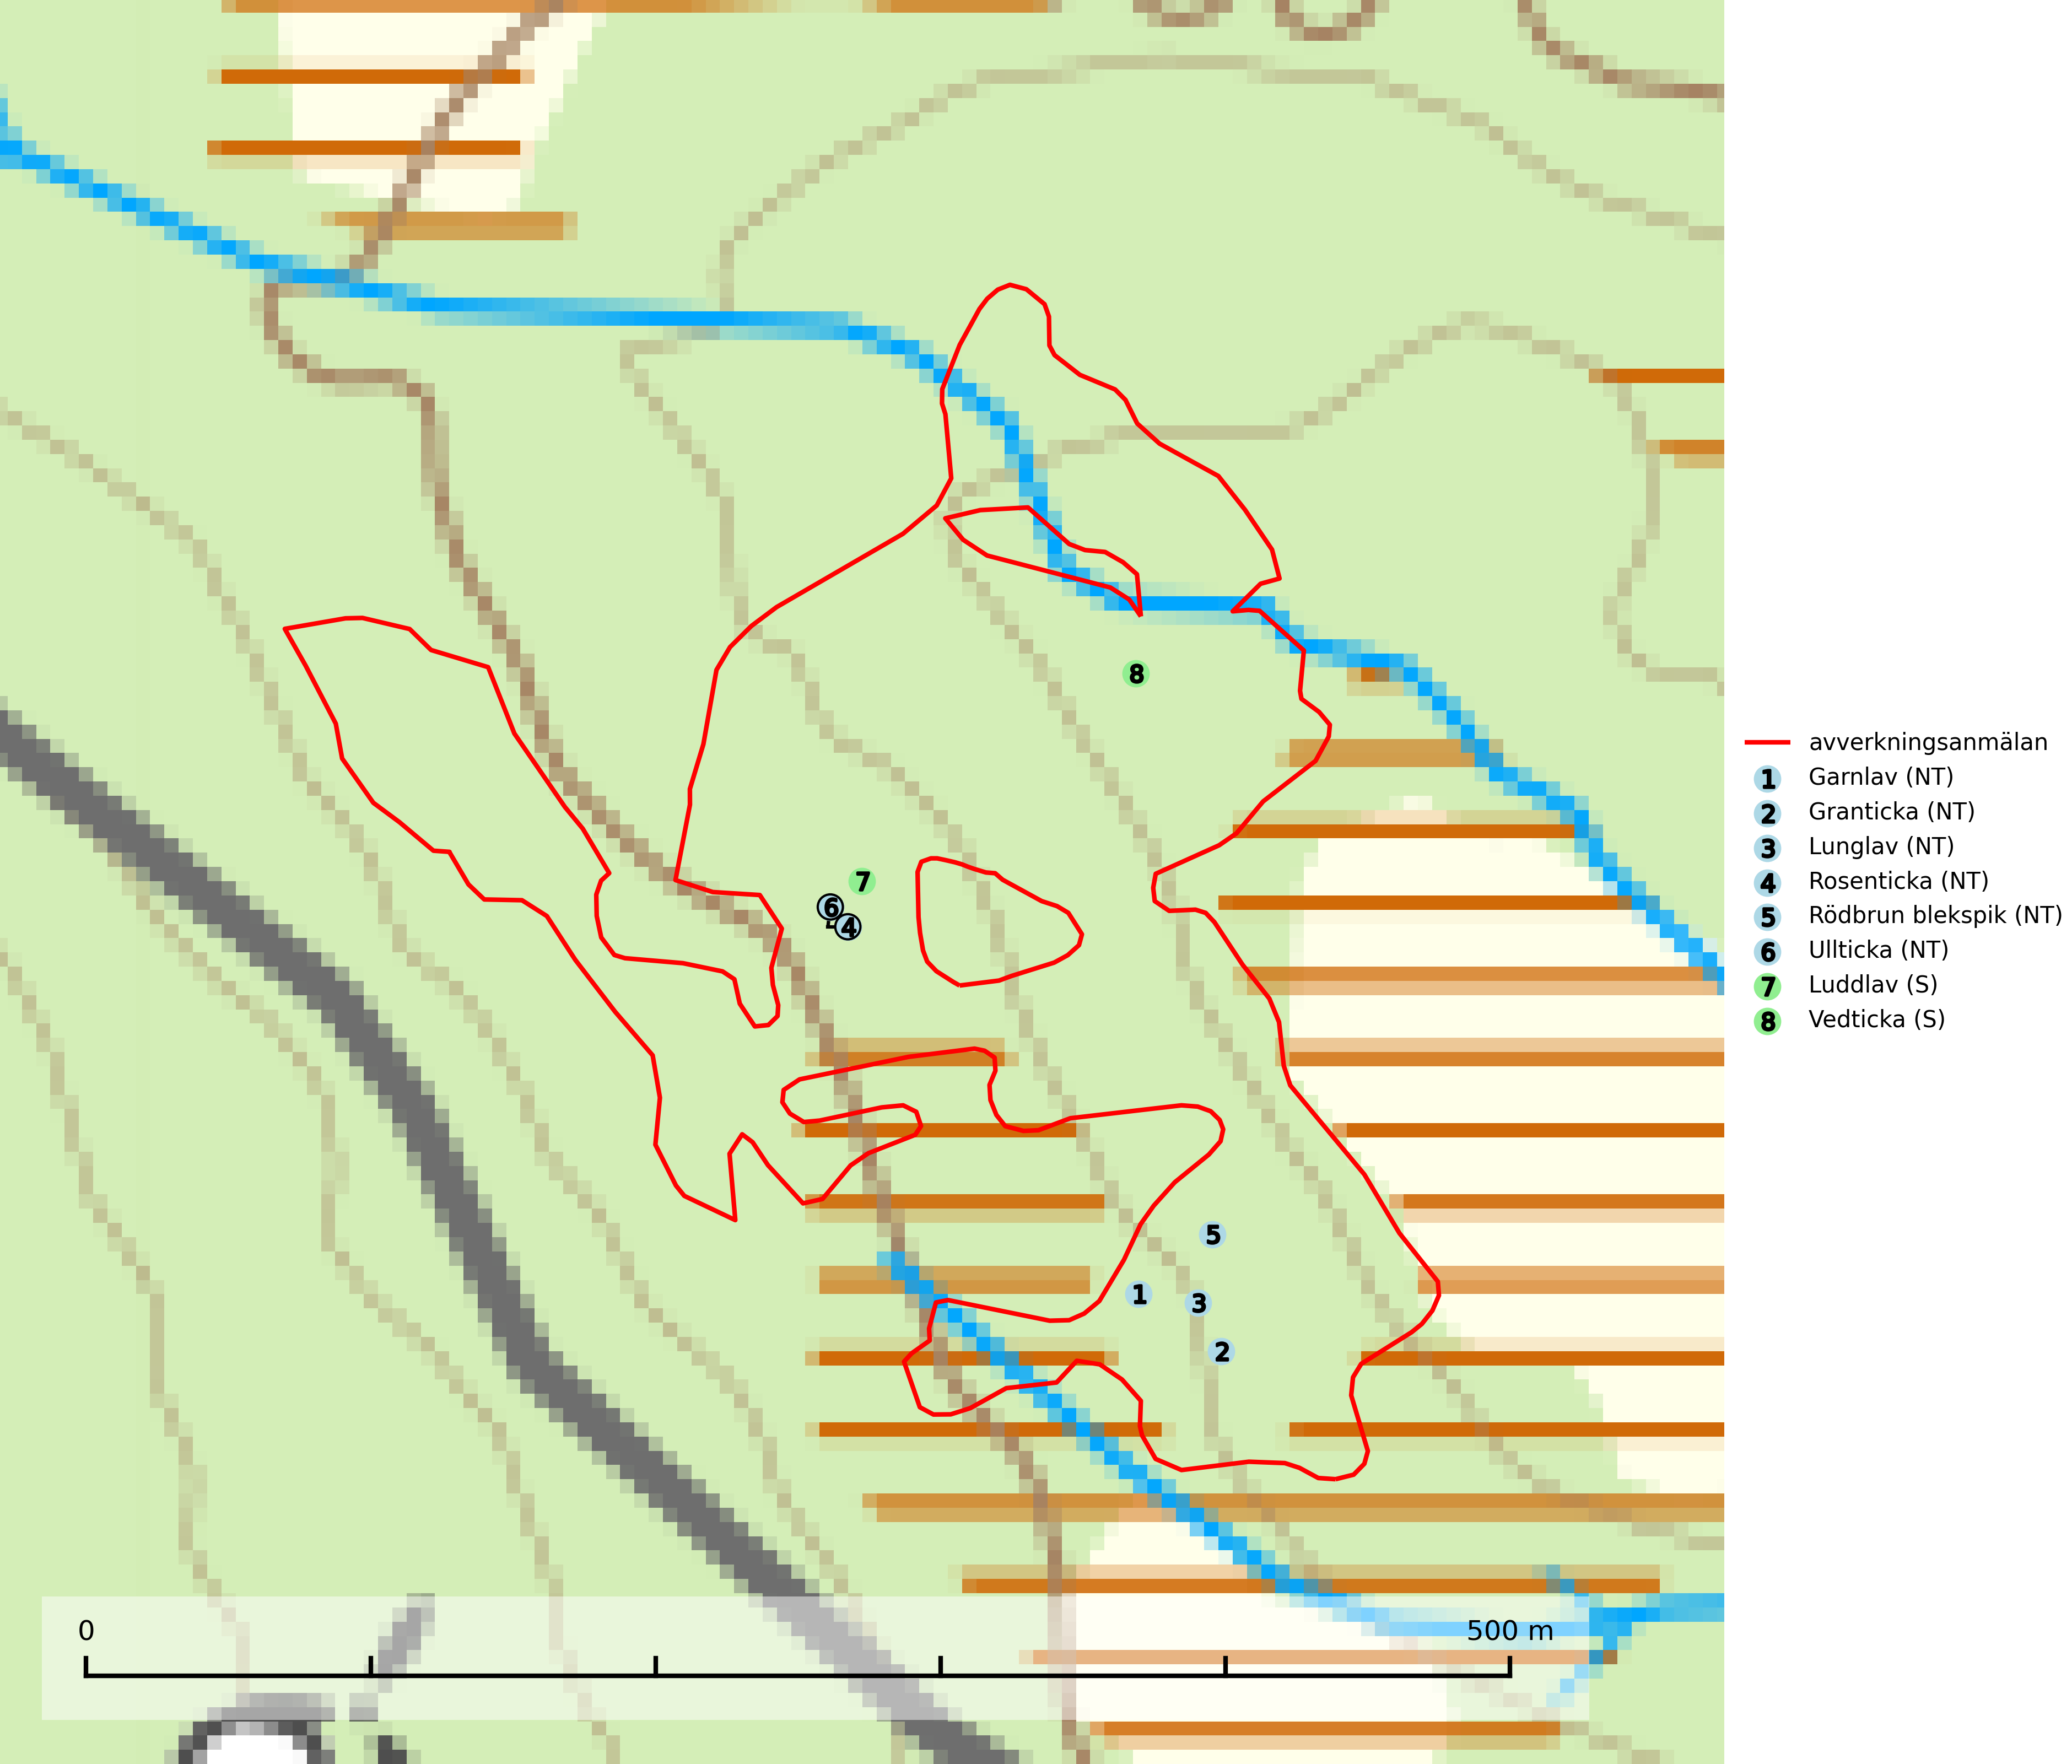 8
7
6
4
5
1
3
2
0
500 m
avverkningsanmälan
1 Garnlav (NT)
2 Granticka (NT)
3 Lunglav (NT)
4 Rosenticka (NT)
5 Rödbrun blekspik (NT)
6 Ullticka (NT)
7 Luddlav (S)
8 Vedticka (S)